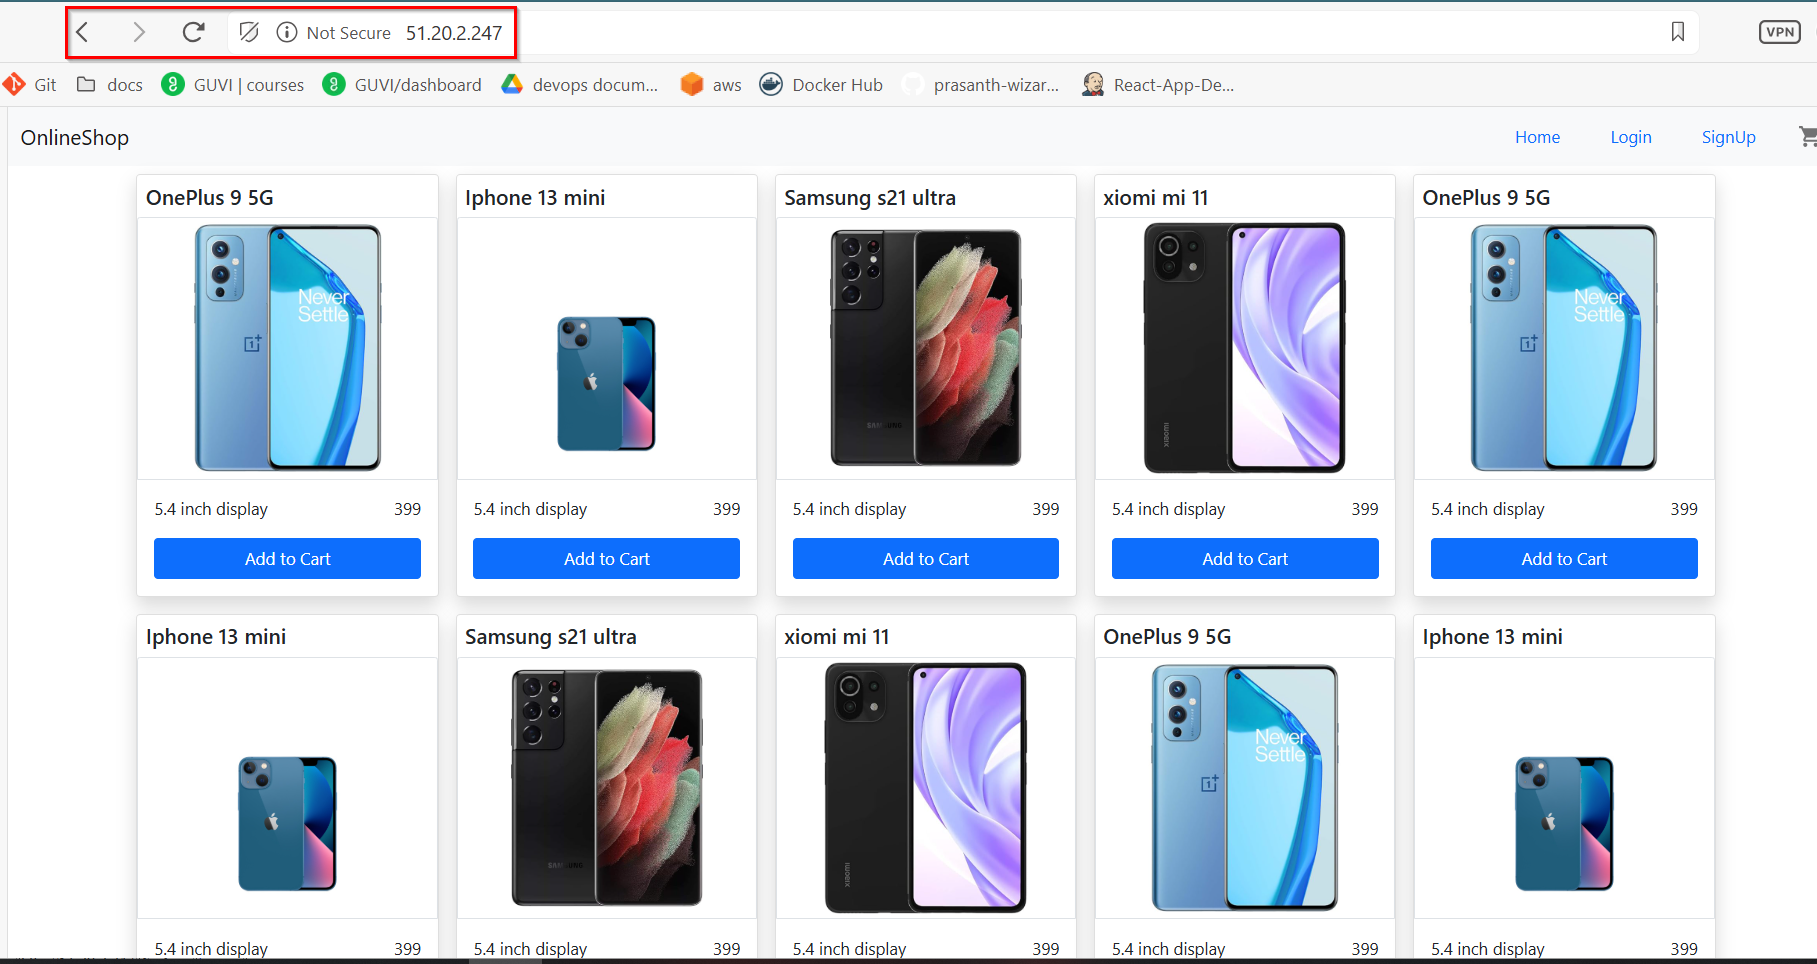 Not Secure 51.20.2.247 VPN
Git docs GUVI | courses GUVI/dashboard devops docum... aws Docker Hub prasanth-wizar... React-App-De...
OnlineShop Home Login SignUp
OnePlus 9 5G Iphone 13 mini Samsung s21 ultra xiomi mi 11 OnePlus 9 5G
Never Settle SAMSUNG xiaomi Never Settle
5.4 inch display 399 5.4 inch display 399 5.4 inch display 399 5.4 inch display 399 5.4 inch display 399
Add to Cart Add to Cart Add to Cart Add to Cart Add to Cart
Iphone 13 mini Samsung s21 ultra xiomi mi 11 OnePlus 9 5G Iphone 13 mini
SAMSUNG xiaomi Never Settle
5.4 inch display 399 5.4 inch display 399 5.4 inch display 399 5.4 inch display 399 5.4 inch display 399